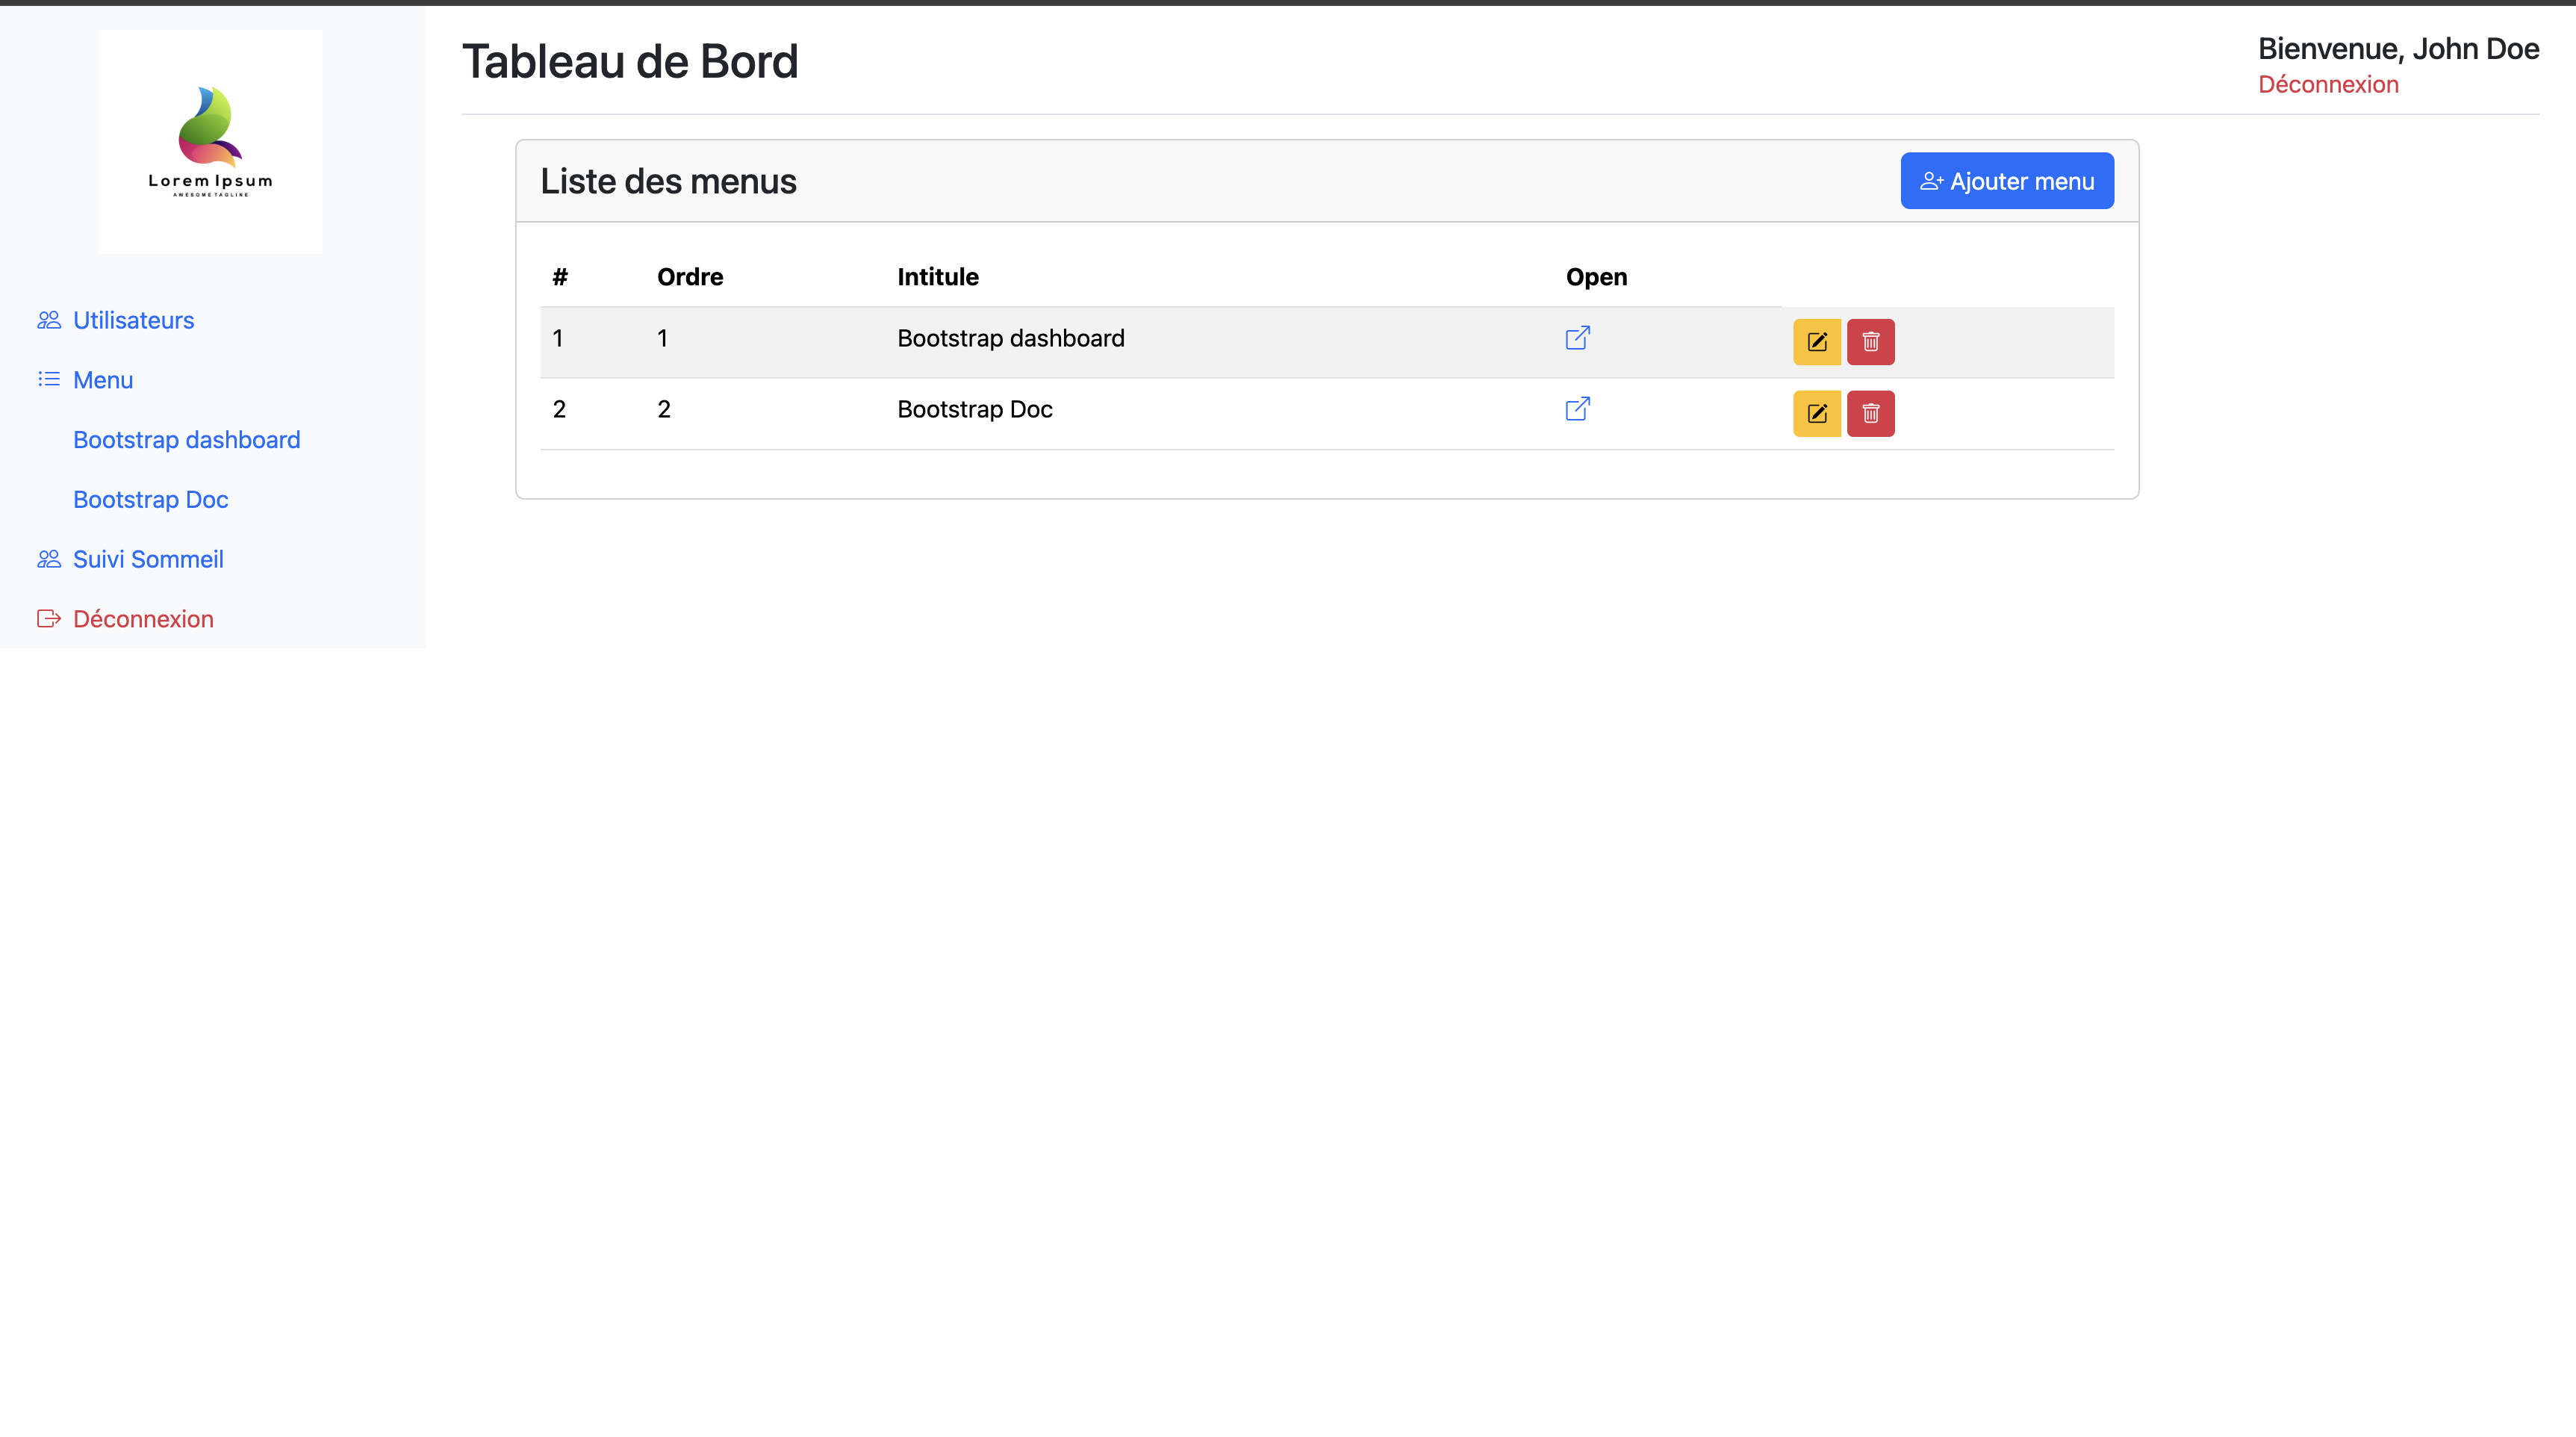 Lorem Ipsum
AWESOME TAGLINE
Utilisateurs
Menu
Bootstrap dashboard
Bootstrap Doc
Suivi Sommeil
Déconnexion
Tableau de Bord
Bienvenue, John Doe
Déconnexion
Liste des menus
Ajouter menu
# Ordre Intitule Open
1 1 Bootstrap dashboard
2 2 Bootstrap Doc